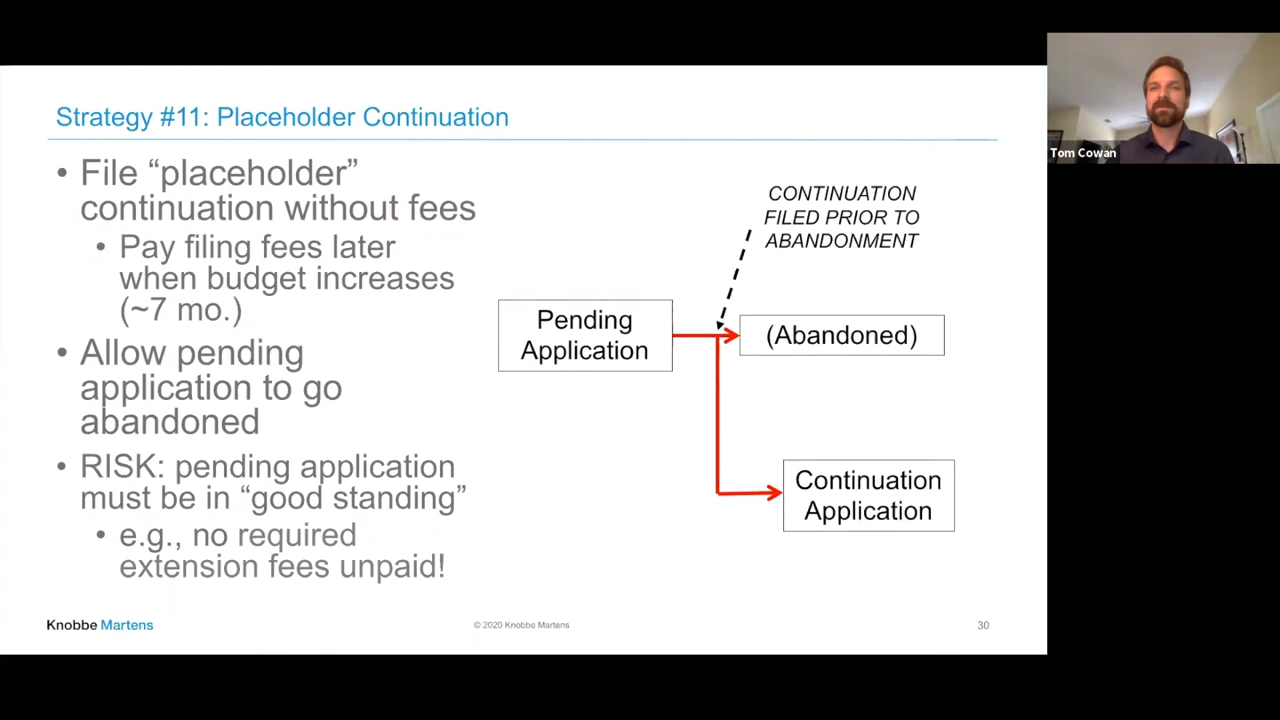 Strategy #11: Placeholder Continuation
• File “placeholder”
continuation without fees
• Pay filing fees later
when budget increases
(~7 mo.)
• Allow pending
application to go
abandoned
• RISK: pending application
must be in “good standing”
• e.g., no required
extension fees unpaid!
CONTINUATION
FILED PRIOR TO
ABANDONMENT
Pending
Application
(Abandoned)
Continuation
Application
Knobbe Martens
© 2020 Knobbe Martens
30
Tom Cowan